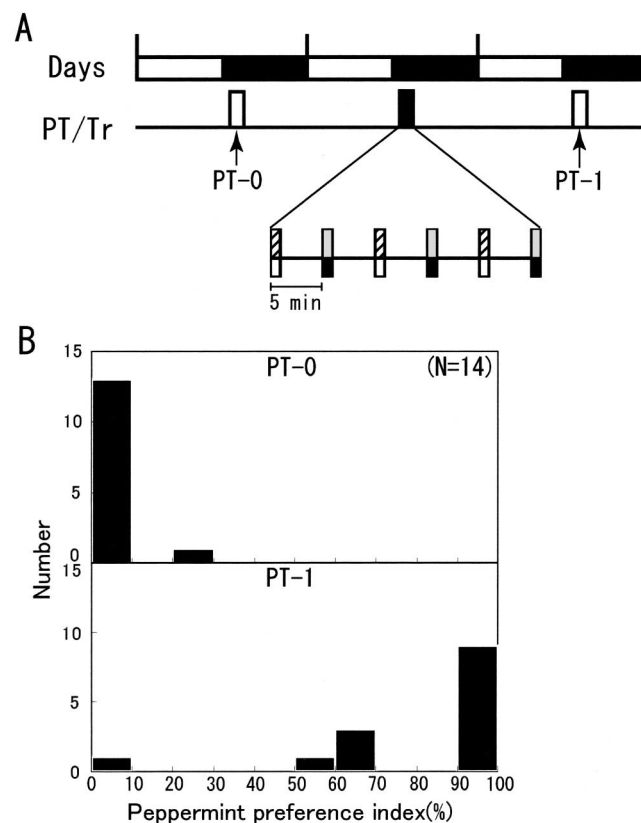 A
Days
PT/Tr
PT-0
PT-1
5 min
B
PT-0
(N=14)
15
10
5
0
PT-1
15
10
5
0
Number
0 10 20 30 40 50 60 70 80 90 100
Peppermint preference index(%)